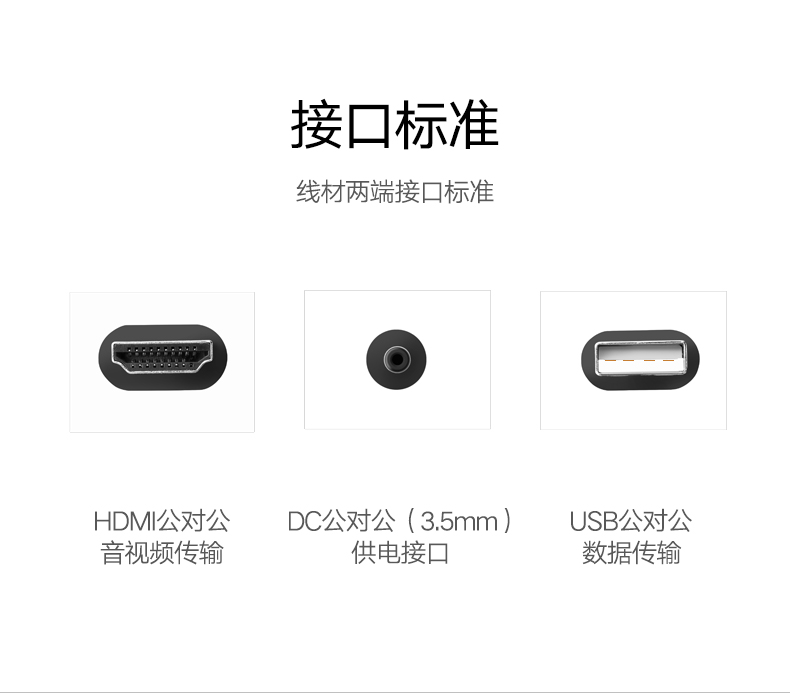 接口标准
线材两端接口标准
HDMI公对公
音视频传输
DC公对公（3.5mm）
供电接口
USB公对公
数据传输